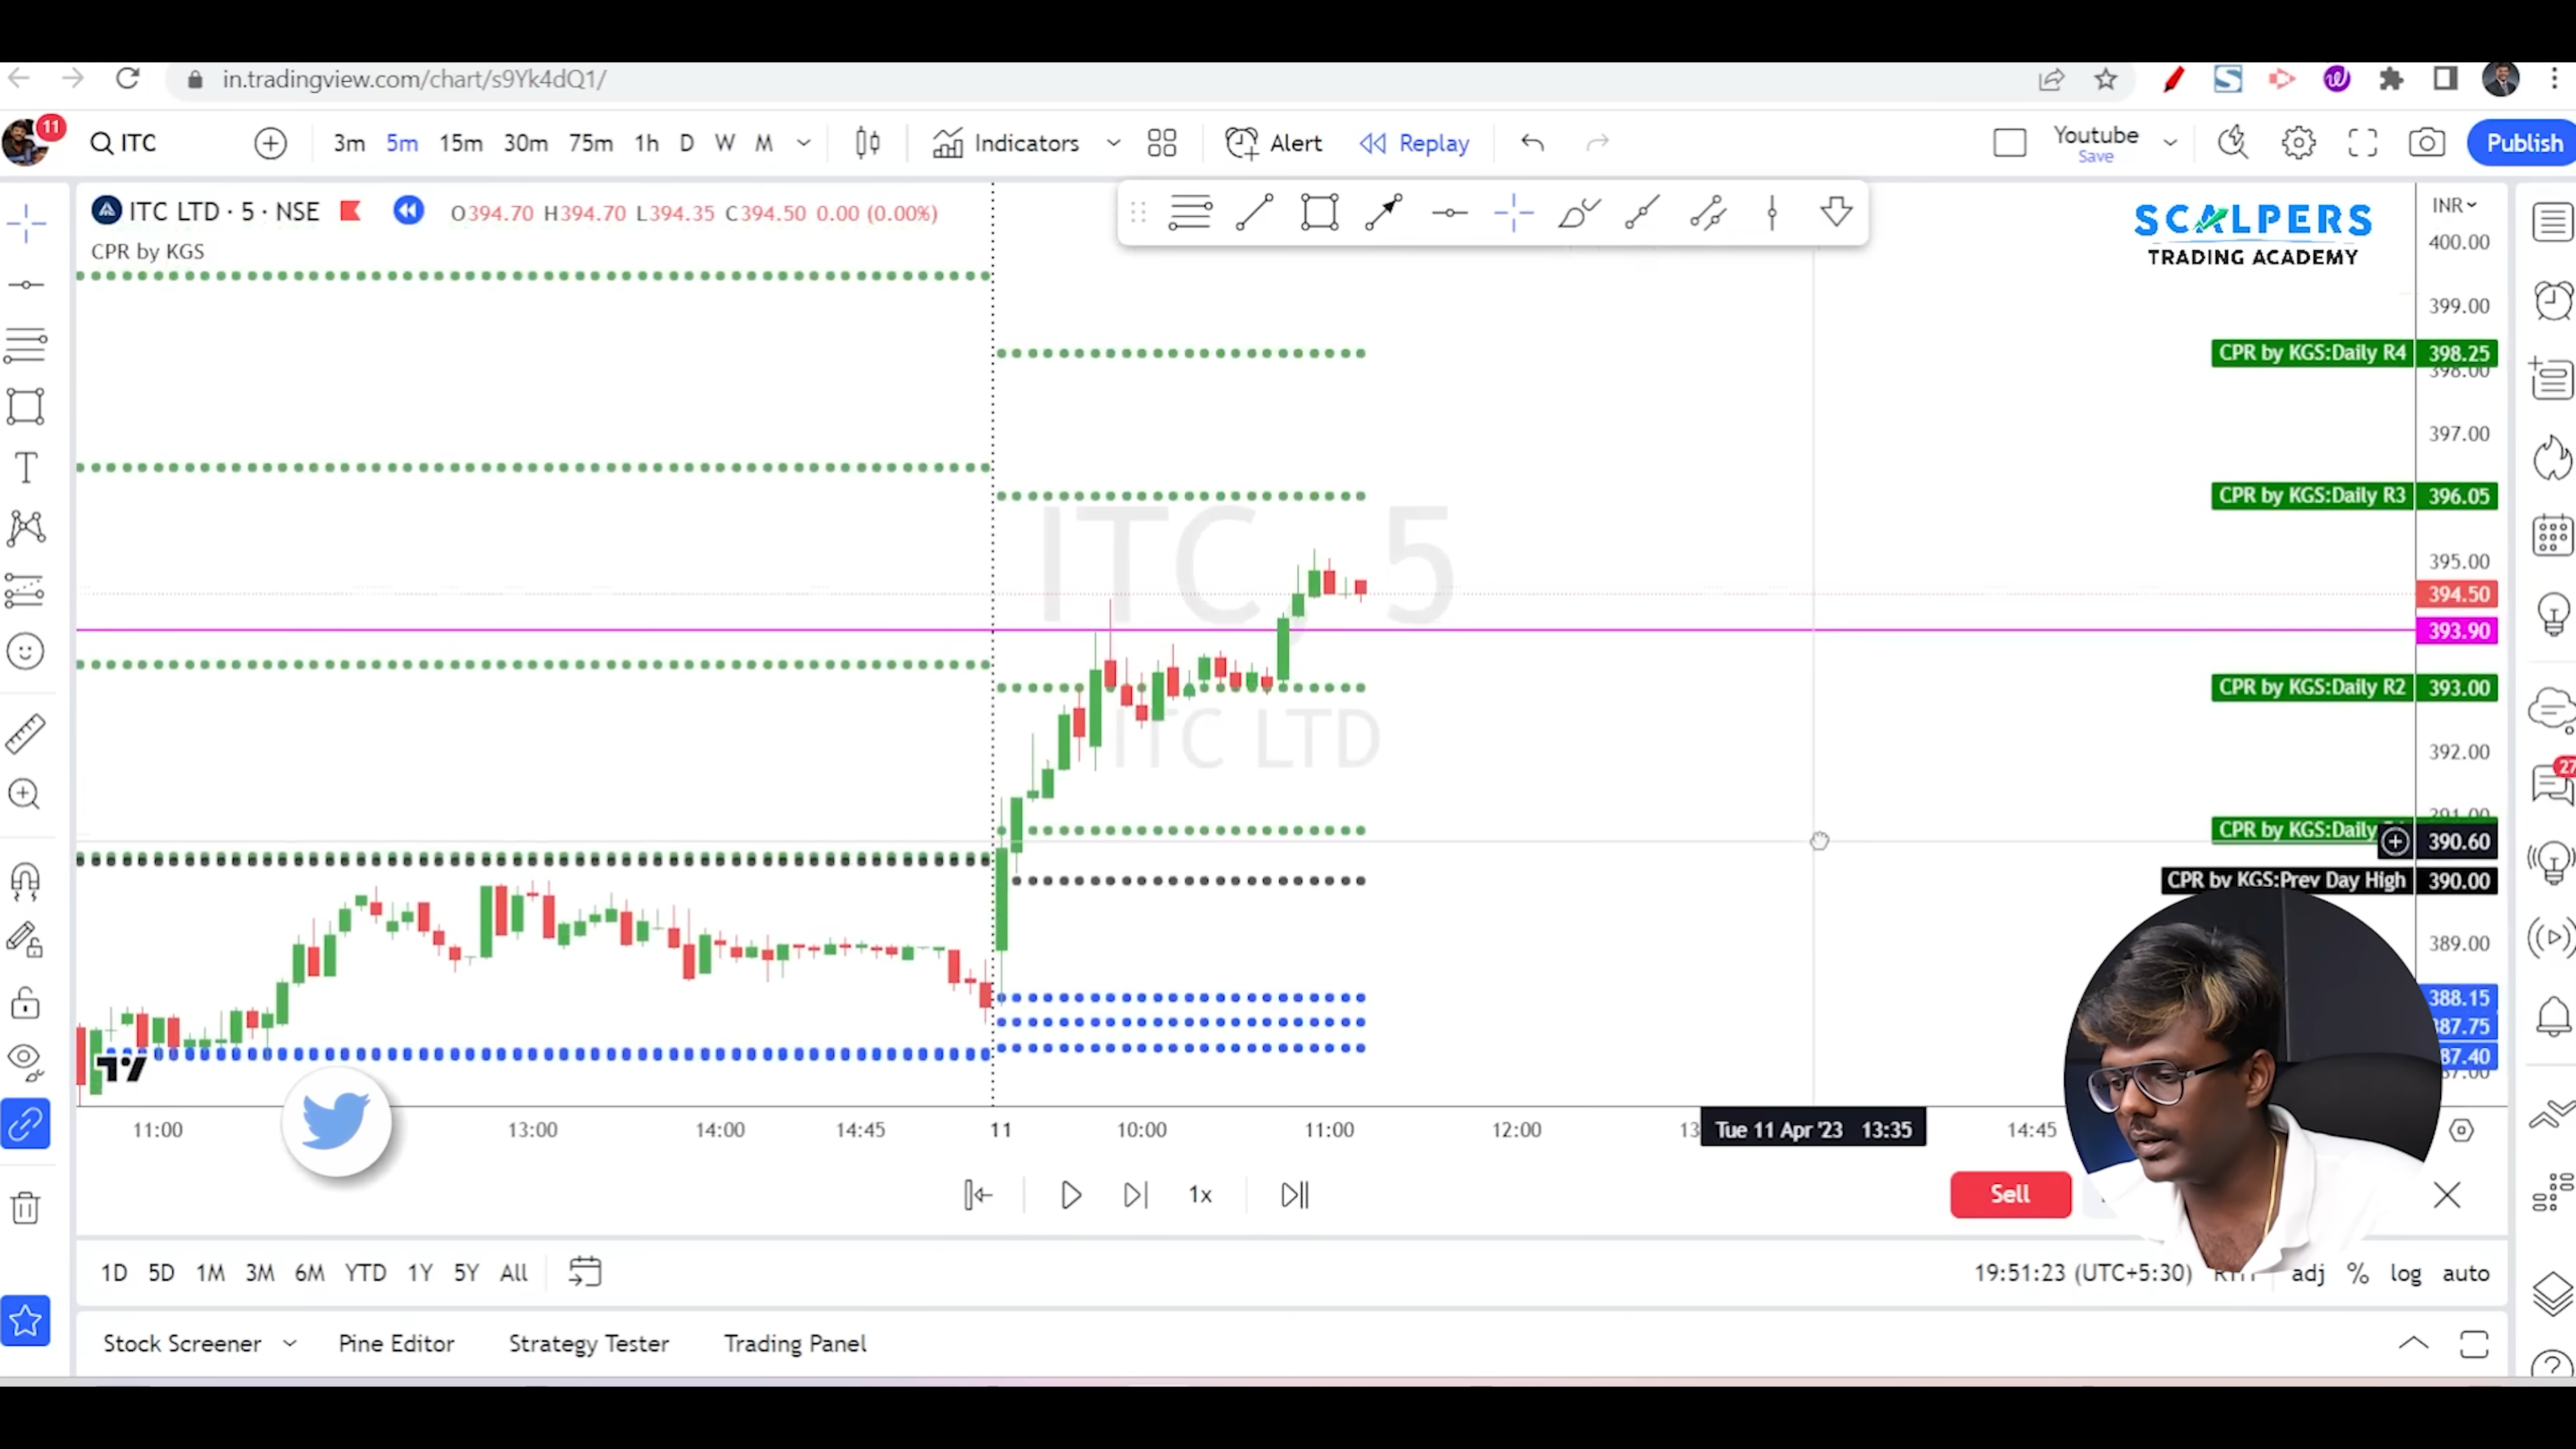 in.tradingview.com/chart/s9Yk4dQ1/
11
ITC
3m 5m 15m 30m 75m 1h D W M
Indicators
Alert
Replay
Youtube
Save
Publish
ITC LTD · 5 · NSE
O394.70 H394.70 L394.35 C394.50 0.00 (0.00%)
CPR by KGS
SCALPERS
TRADING ACADEMY
INR
400.00
399.00
CPR by KGS:Daily R4 398.25
398.00
397.00
CPR by KGS:Daily R3 396.05
ITC, 5
395.00
394.50
393.90
CPR by KGS:Daily R2 393.00
ITC LTD
392.00
27
CPR by KGS:Daily
390.60
CPR by KGS:Prev Day High 390.00
389.00
388.15
87.75
87.40
11:00 13:00 14:00 14:45 11 10:00 11:00 12:00 13 Tue 11 Apr '23 13:35 14:45
1x
Sell
1D 5D 1M 3M 6M YTD 1Y 5Y All
19:51:23 (UTC+5:30) adj % log auto
Stock Screener Pine Editor Strategy Tester Trading Panel